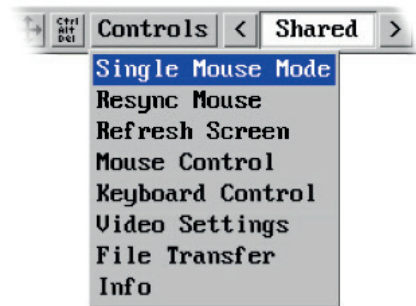 Ctrl Alt Del Controls < Shared >
Single Mouse Mode
Resync Mouse
Refresh Screen
Mouse Control
Keyboard Control
Video Settings
File Transfer
Info